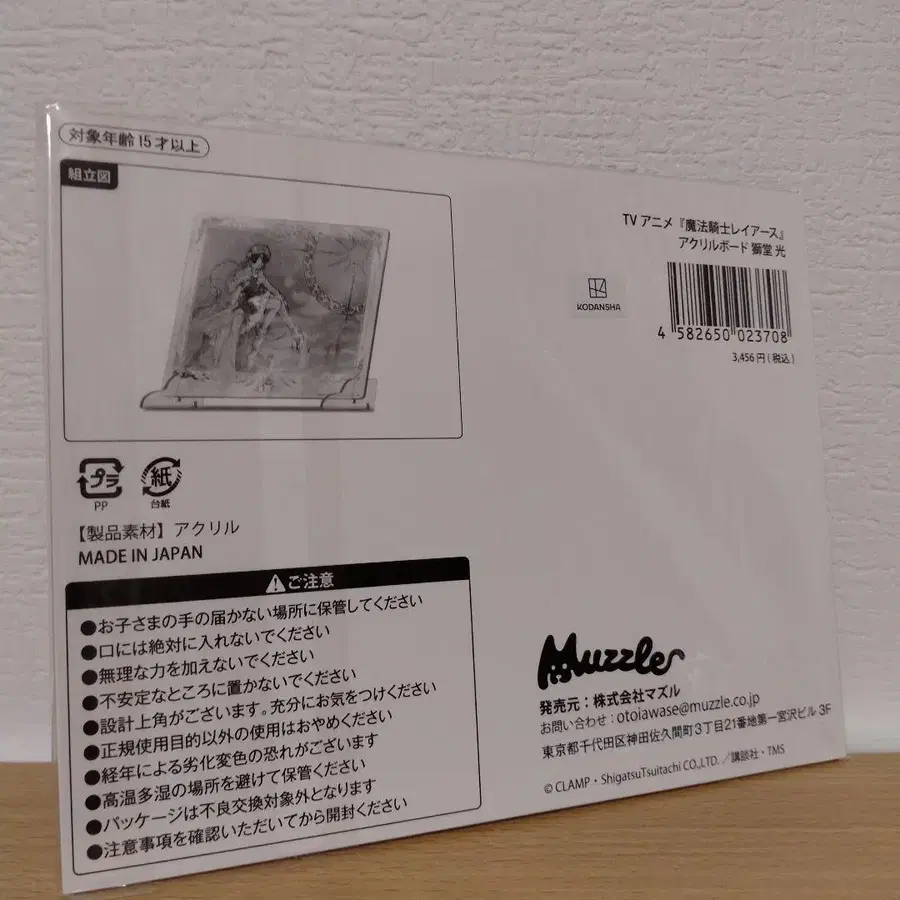 対象年齢15才以上
組立図
TV アニメ『魔法騎士レイアース』
アクリルボード 獅堂 光
KODANSHA
4 582650 023708
3,456円(税込)
プラ
PP
紙
台紙
【製品素材】アクリル
MADE IN JAPAN
ご注意
●お子さまの手の届かない場所に保管してください
●口には絶対に入れないでください
●無理な力を加えないでください
●不安定なところに置かないでください
●設計上角がございます。充分にお気をつけください
●正規使用目的以外の使用はおやめください
●経年による劣化変色の恐れがございます
●高温多湿の場所を避けて保管ください
●パッケージは不良交換対象外となります
●注意事項を確認いただいてから開封ください
Muzzle
発売元：株式会社マズル
お問い合わせ：otoiawase@muzzle.co.jp
東京都千代田区神田佐久間町3丁目21番地第一宮沢ビル 3F
© CLAMP・ShigatsuTsuitachi CO.,LTD.／講談社・TMS